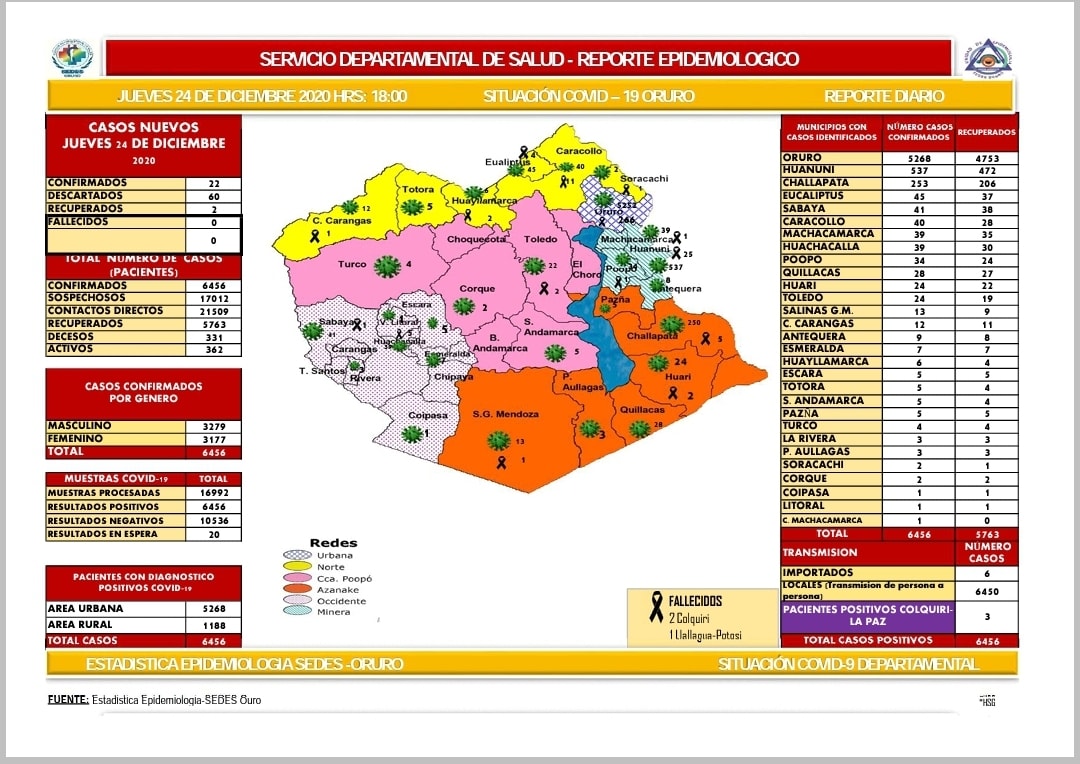 SERVICIO DEPARTAMENTAL DE SALUD - REPORTE EPIDEMIOLOGICO
JUEVES 24 DE DICIEMBRE 2020 HRS: 18:00 SITUACIÓN COVID – 19 ORURO REPORTE DIARIO
CASOS NUEVOS
JUEVES 24 DE DICIEMBRE
2020
CONFIRMADOS 22
DESCARTADOS 60
RECUPERADOS 2
FALLECIDOS 0
0
TOTAL NÚMERO DE CASOS
(PACIENTES)
CONFIRMADOS 6456
SOSPECHOSOS 17012
CONTACTOS DIRECTOS 21509
RECUPERADOS 5763
DECESOS 331
ACTIVOS 362
CASOS CONFIRMADOS
POR GENERO
MASCULINO 3279
FEMENINO 3177
TOTAL 6456
MUESTRAS COVID-19 TOTAL
MUESTRAS PROCESADAS 16992
RESULTADOS POSITIVOS 6456
RESULTADOS NEGATIVOS 10536
RESULTADOS EN ESPERA 20
PACIENTES CON DIAGNOSTICO
POSITIVOS COVID-19
AREA URBANA 5268
AREA RURAL 1188
TOTAL CASOS 6456
Caracollo
40
1
2
Eualiptus
4
45
Soracachi
1
Totora
5
Huayllamarca
6
2
C. Carangas
12
1
Oruro
5252
266
Choquecota
Toledo
22
2
Turco
4
El
Choro
Machacamarca
39
1
Huanuni
25
537
Poopó
1
8
Antequera
Corque
2
Pazña
5
Escara
5
Sabaya
1
41
V. Litoral
Huachacalla
Carangas
Esmeralda
7
T. Santos
Rivera
Chipaya
S.
Andamarca
5
B.
Andamarca
Challapata
250
5
24
Huari
2
P.
Aullagas
3
Quillacas
28
Coipasa
1
S.G. Mendoza
13
1
Redes
Urbana
Norte
Cca. Poopó
Azanake
Occidente
Minera
FALLECIDOS
2 Colquiri
1 Llallagua-Potosi
MUNICIPIOS CON
CASOS IDENTIFICADOS NÚMERO CASOS
CONFIRMADOS RECUPERADOS
ORURO 5268 4753
HUANUNI 537 472
CHALLAPATA 253 206
EUCALIPTUS 45 37
SABAYA 41 38
CARACOLLO 40 28
MACHACAMARCA 39 35
HUACHACALLA 39 30
POOPO 34 24
QUILLACAS 28 27
HUARI 24 22
TOLEDO 24 19
SALINAS G.M. 13 9
C. CARANGAS 12 11
ANTEQUERA 9 8
ESMERALDA 7 7
HUAYLLAMARCA 6 4
ESCARA 5 5
TOTORA 5 4
S. ANDAMARCA 5 4
PAZÑA 5 5
TURCO 4 4
LA RIVERA 3 3
P. AULLAGAS 3 3
SORACACHI 2 1
CORQUE 2 2
COIPASA 1 1
LITORAL 1 1
C. MACHACAMARCA 1 0
TOTAL 6456 5763
TRANSMISION NÚMERO
CASOS
IMPORTADOS 6
LOCALES (Transmision de persona a
persona) 6450
PACIENTES POSITIVOS COLQUIRI-
LA PAZ 3
TOTAL CASOS POSITIVOS 6456
ESTADISTICA EPIDEMIOLOGIA SEDES -ORURO SITUACIÓN COVID-9 DEPARTAMENTAL
FUENTE: Estadistica Epidemiologia-SEDES Oruro
*HSG